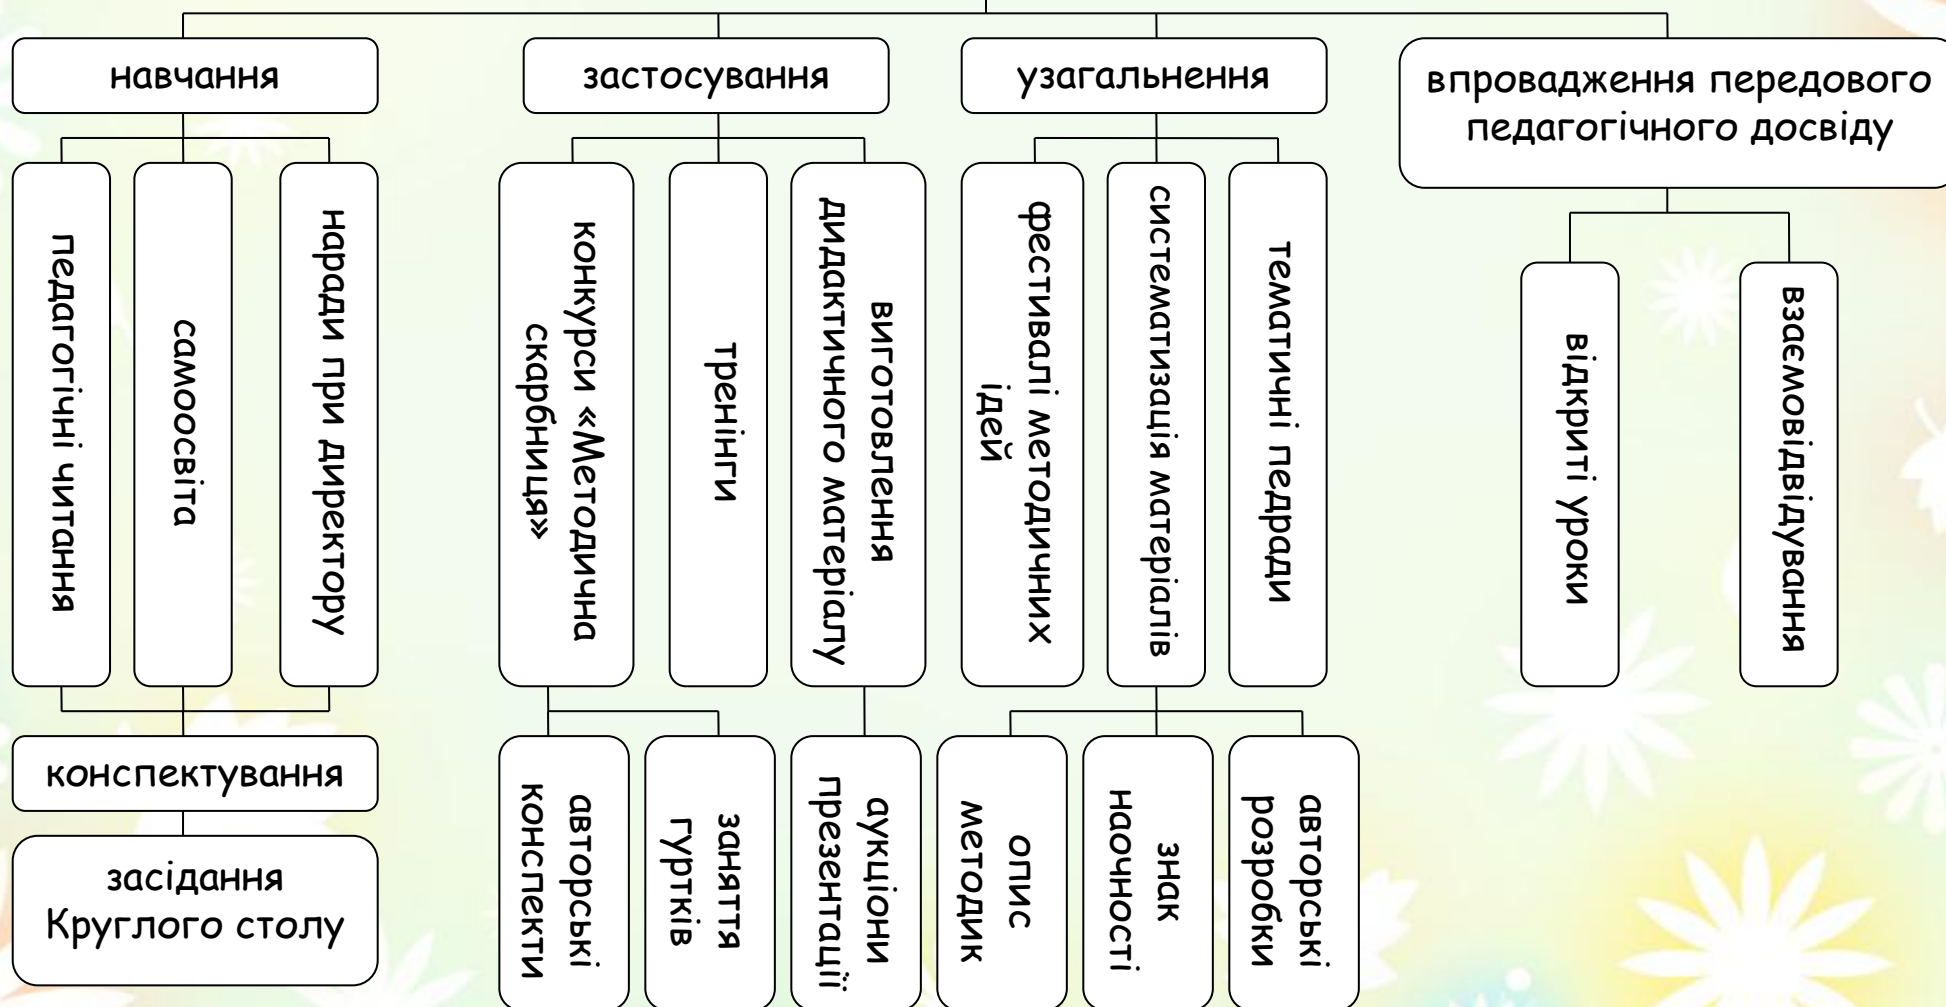 навчання
застосування
узагальнення
впровадження передового
педагогічного досвіду
педагогічні читання
самоосвіта
наради при директору
конкурси «Методична
скарбниця»
тренінги
виготовлення
дидактичного матеріалу
фестивалі методичних
ідей
систематизація матеріалів
тематичні педради
відкриті уроки
взаємовідвідування
конспектування
засідання
Круглого столу
авторські
конспекти
заняття
гуртків
аукціони
презентації
опис
методик
знак
наочності
авторські
розробки